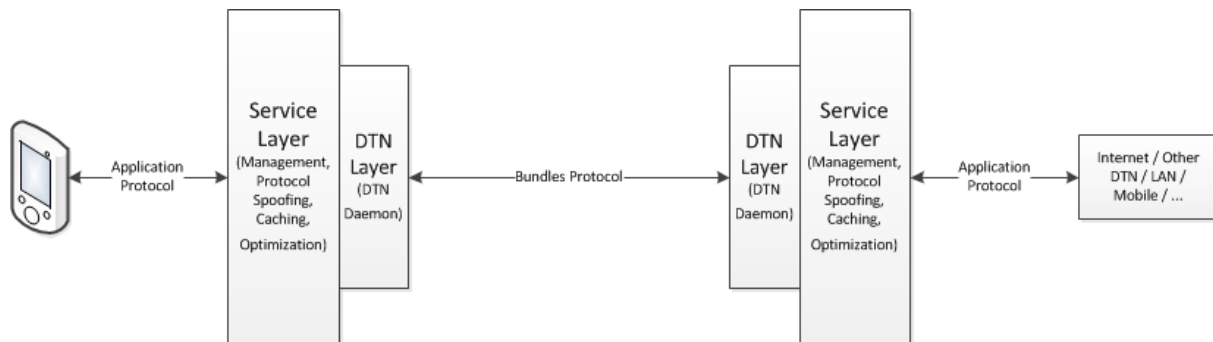 Application
Protocol
Service
Layer
(Management,
Protocol
Spoofing,
Caching,
Optimization)
DTN
Layer
(DTN
Daemon)
Bundles Protocol
DTN
Layer
(DTN
Daemon)
Service
Layer
(Management,
Protocol
Spoofing,
Caching,
Optimization)
Application
Protocol
Internet / Other
DTN / LAN /
Mobile / ...